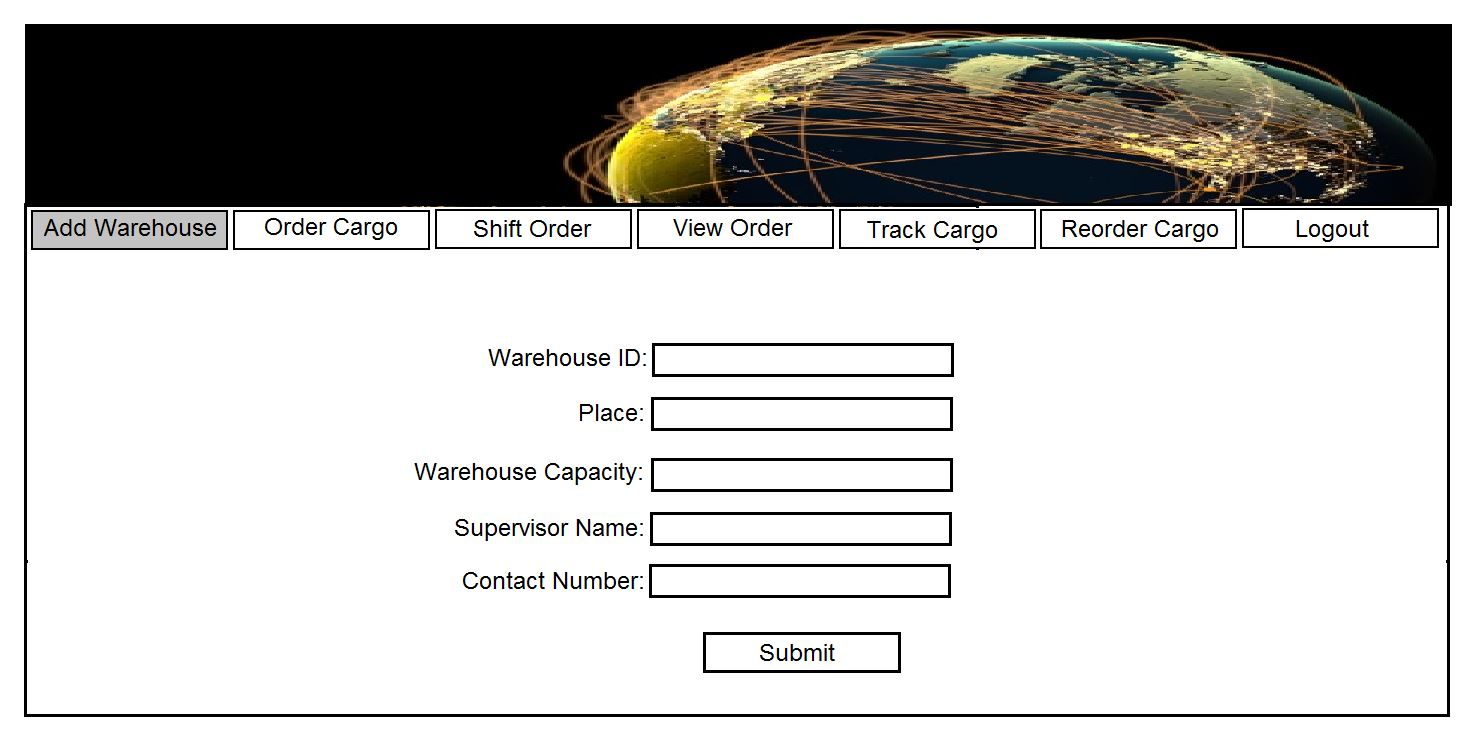 Add Warehouse Order Cargo Shift Order View Order Track Cargo Reorder Cargo Logout
Warehouse ID:
Place:
Warehouse Capacity:
Supervisor Name:
Contact Number:
Submit